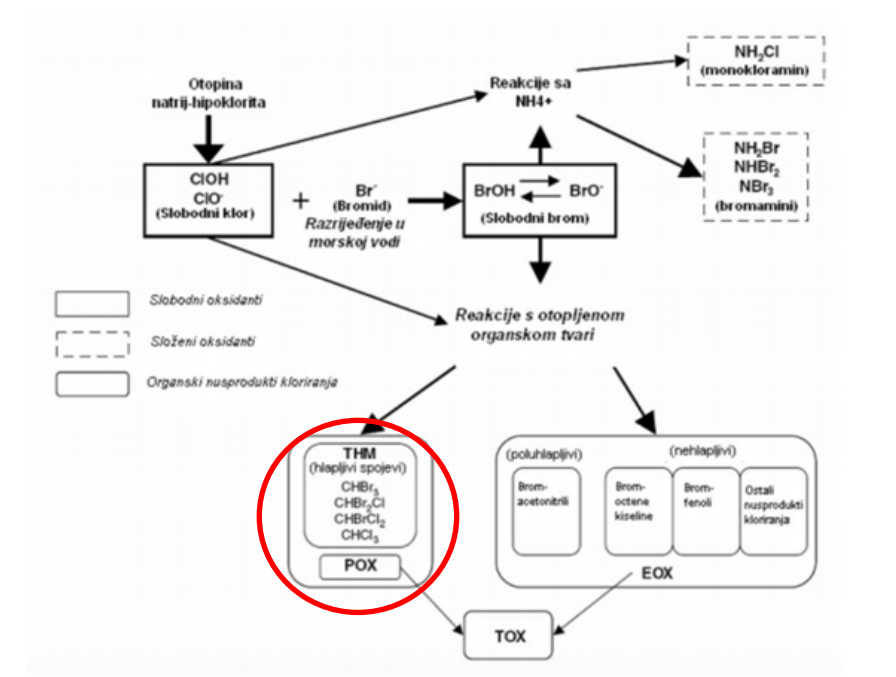 Otopina
natrij-hipoklorita
ClOH
ClO⁻
(Slobodni klor)
+
Br⁻
(Bromid)
Razrijeđenje u
morskoj vodi
BrOH
BrO⁻
(Slobodni brom)
Reakcije sa
NH4+
NH₂Cl
(monokloramin)
NH₂Br
NHBr₂
NBr₃
(bromamini)
Slobodni oksidanti
Složeni oksidanti
Organski nusprodukti kloriranja
Reakcije s otopljenom
organskom tvari
THM
(hlapljivi spojevi)
CHBr₃
CHBr₂Cl
CHBrCl₂
CHCl₃
POX
(poluhlapljivi)
(nehlapljivi)
Brom-
acetonitrili
Brom-
octene
kiseline
Brom-
fenoli
Ostali
nusprodukti
kloriranja
EOX
TOX